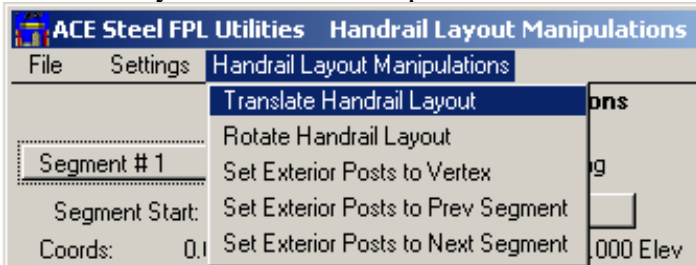 ACE Steel FPL Utilities Handrail Layout Manipulations
File Settings Handrail Layout Manipulations
Translate Handrail Layout
Rotate Handrail Layout
Segment # 1
Set Exterior Posts to Vertex
Segment Start: Set Exterior Posts to Prev Segment
Coords: Set Exterior Posts to Next Segment .000 Elev